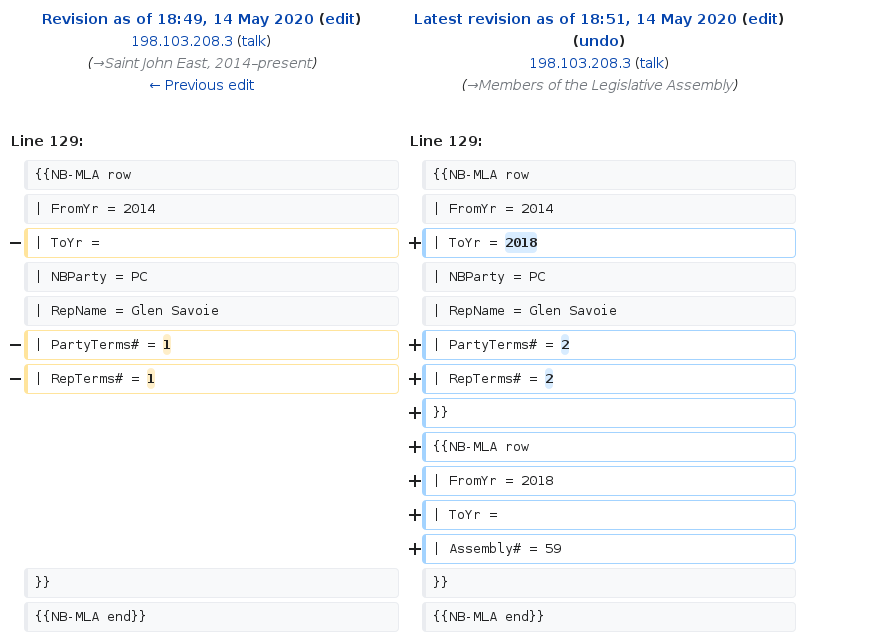 Revision as of 18:49, 14 May 2020 (edit)
198.103.208.3 (talk)
(→Saint John East, 2014–present)
← Previous edit
Latest revision as of 18:51, 14 May 2020 (edit)
(undo)
198.103.208.3 (talk)
(→Members of the Legislative Assembly)
Line 129:
Line 129:
{{NB-MLA row
{{NB-MLA row
| FromYr = 2014
| FromYr = 2014
− | ToYr =
+ | ToYr = 2018
| NBParty = PC
| NBParty = PC
| RepName = Glen Savoie
| RepName = Glen Savoie
− | PartyTerms# = 1
+ | PartyTerms# = 2
− | RepTerms# = 1
+ | RepTerms# = 2
+ }}
+ {{NB-MLA row
+ | FromYr = 2018
+ | ToYr =
+ | Assembly# = 59
}}
}}
{{NB-MLA end}}
{{NB-MLA end}}